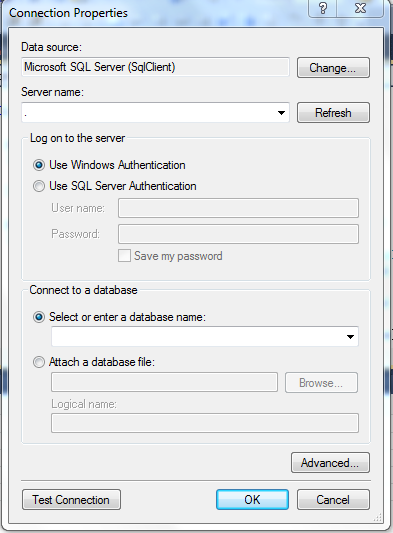 Connection Properties
?
Data source:
Microsoft SQL Server (SqlClient)
Change...
Server name:
.
Refresh
Log on to the server
Use Windows Authentication
Use SQL Server Authentication
User name:
Password:
Save my password
Connect to a database
Select or enter a database name:
Attach a database file:
Browse...
Logical name:
Advanced...
Test Connection
OK
Cancel